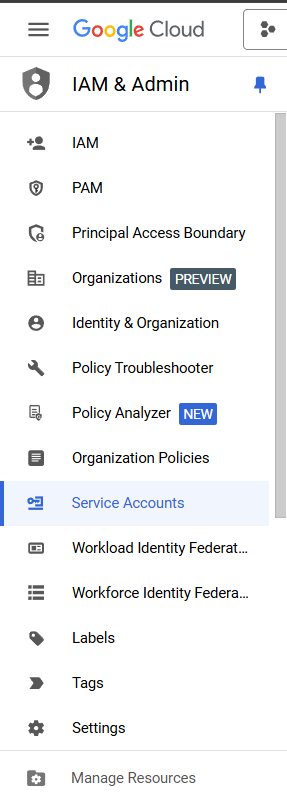 Google Cloud
IAM & Admin
IAM
PAM
Principal Access Boundary
Organizations PREVIEW
Identity & Organization
Policy Troubleshooter
Policy Analyzer NEW
Organization Policies
Service Accounts
Workload Identity Federat...
Workforce Identity Federa...
Labels
Tags
Settings
Manage Resources